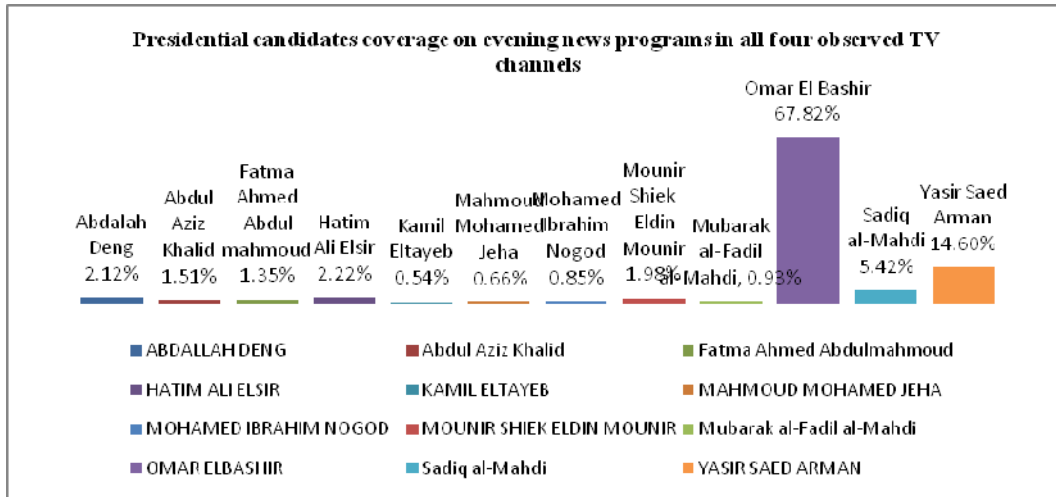 Presidential candidates coverage on evening news programs in all four observed TV
channels
Abdalah
Deng
2.12%
Abdul
Aziz
Khalid
1.51%
Fatma
Ahmed
Abdul
mahmoud
1.35%
Hatim
Ali Elsir
2.22%
Kamil
Eltayeb
0.54%
Mahmoud
Mohamed
Jeha
0.66%
Mohamed
Ibrahim
Nogod
0.85%
Mounir
Shiek
Eldin
Mounir
1.98%
Mubarak
al-Fadil
al-Mahdi, 0.93%
Omar El Bashir
67.82%
Sadiq
al-Mahdi
5.42%
Yasir Saed
Arman
14.60%
ABDALLAH DENG
Abdul Aziz Khalid
Fatma Ahmed Abdulmahmoud
HATIM ALI ELSIR
KAMIL ELTAYEB
MAHMOUD MOHAMED JEHA
MOHAMED IBRAHIM NOGOD
MOUNIR SHIEK ELDIN MOUNIR
Mubarak al-Fadil al-Mahdi
OMAR ELBASHIR
Sadiq al-Mahdi
YASIR SAED ARMAN